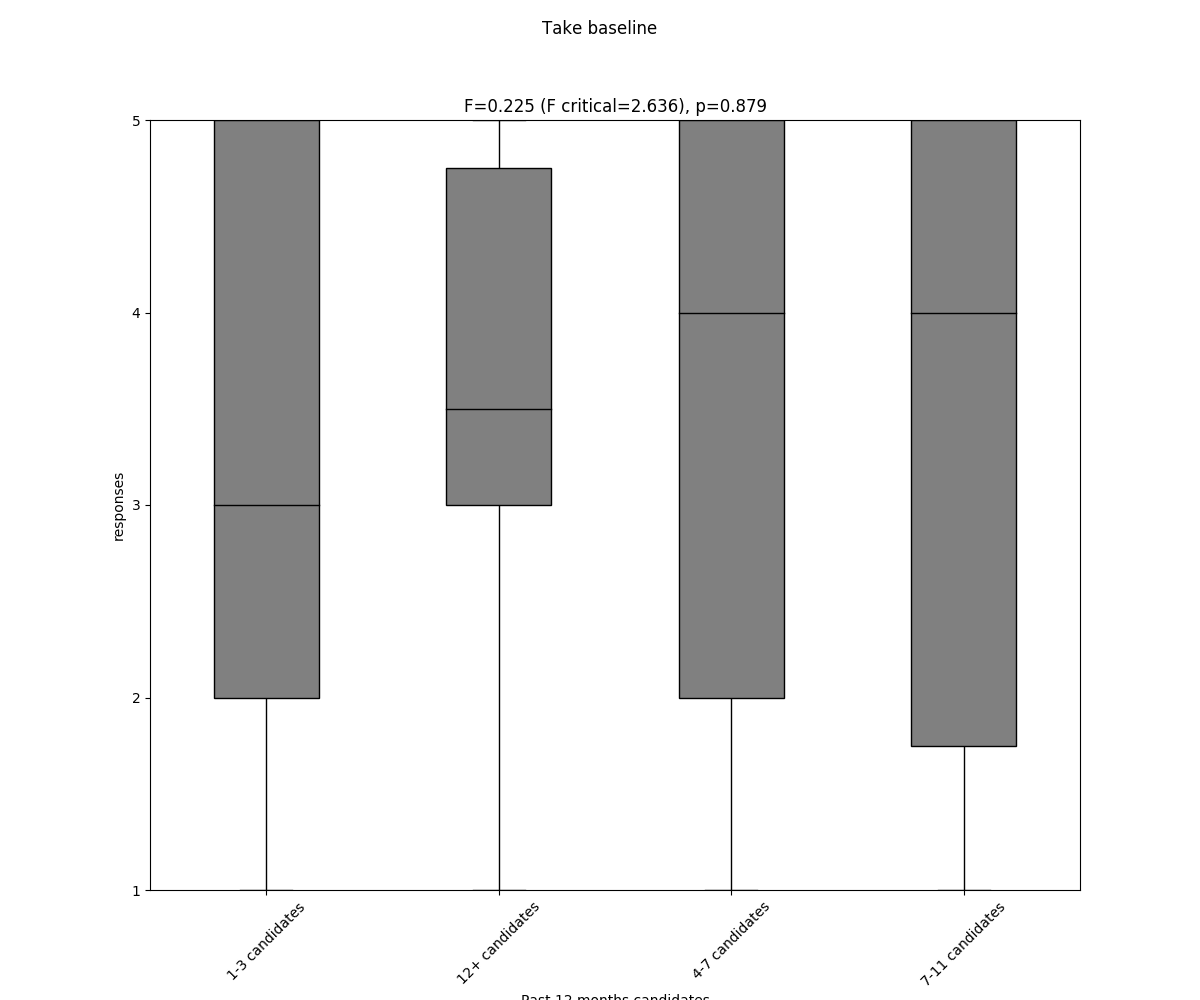 Take baseline
F=0.225 (F critical=2.636), p=0.879
5
4
3
2
1
responses
1-3 candidates
12+ candidates
4-7 candidates
7-11 candidates
Past 12 months candidates